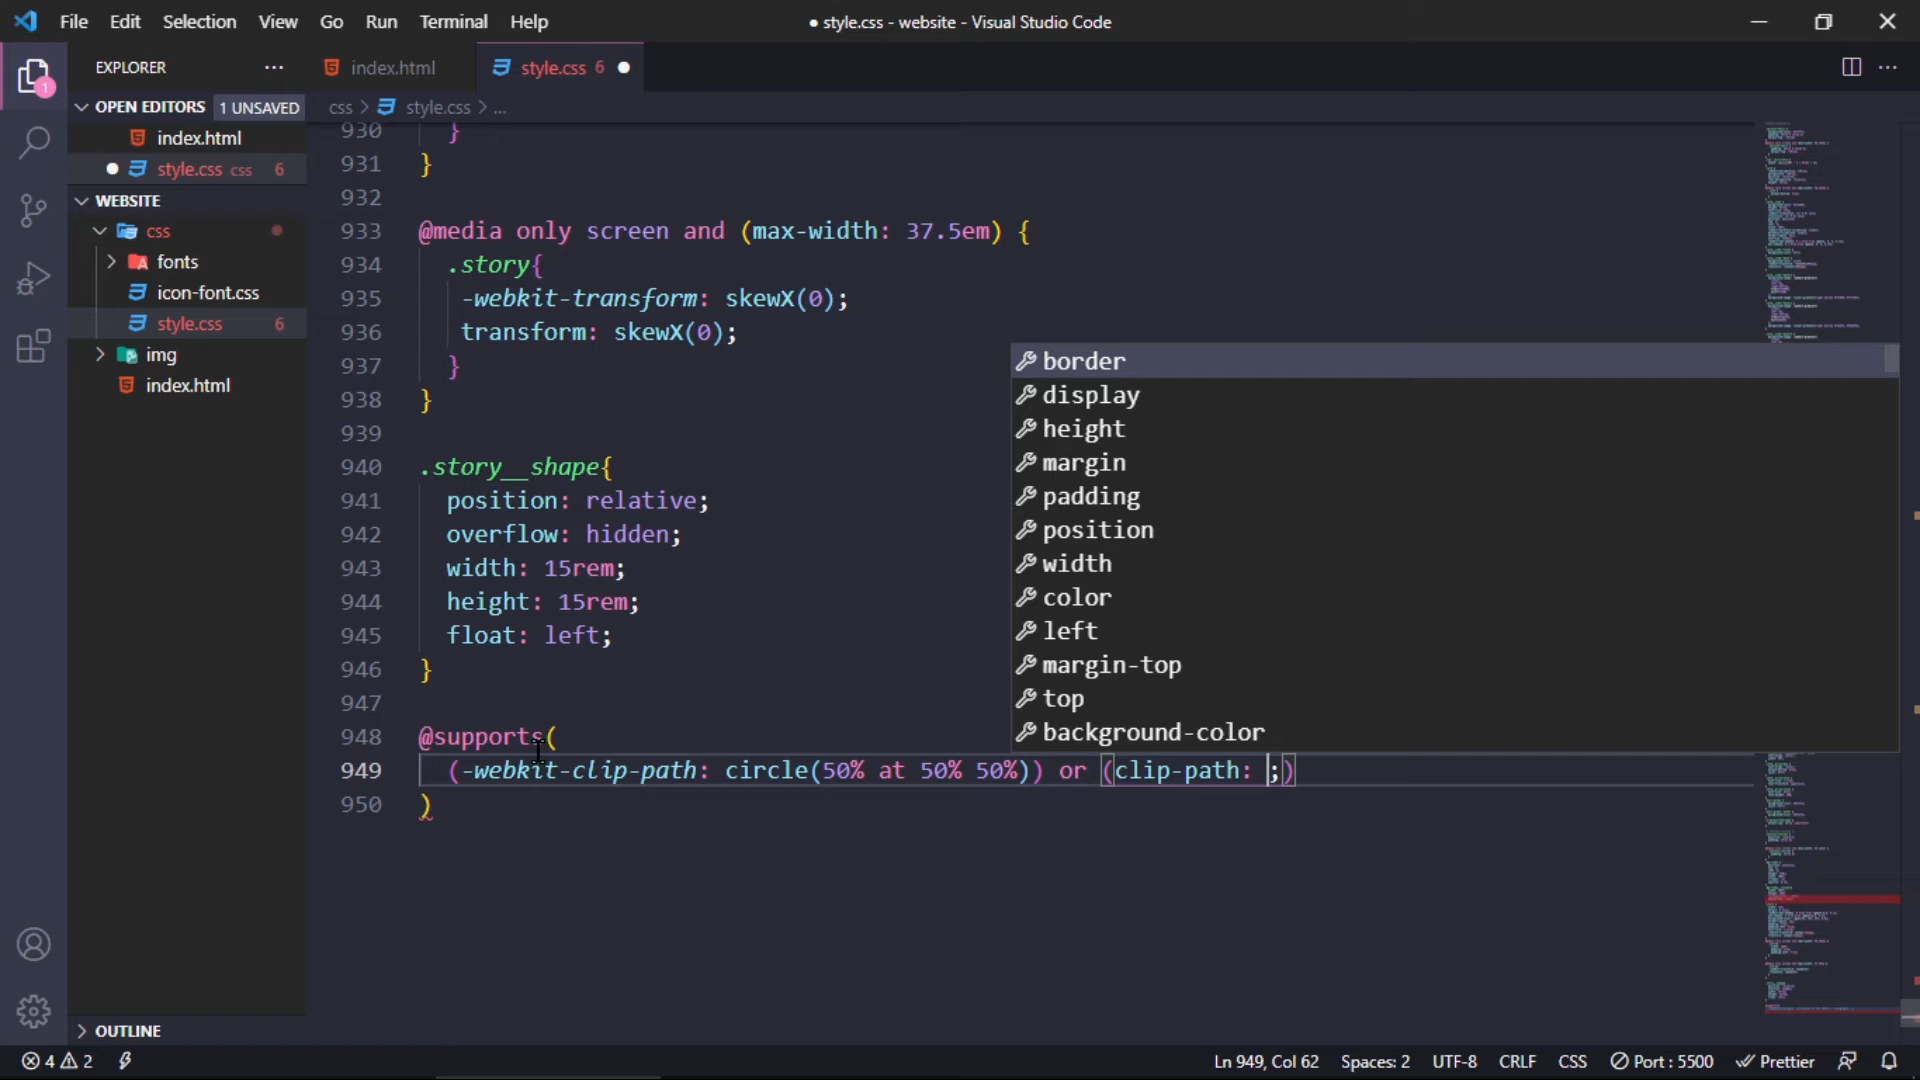 File Edit Selection View Go Run Terminal Help
● style.css - website - Visual Studio Code
EXPLORER
index.html
style.css 6
OPEN EDITORS 1 UNSAVED
index.html
style.css css 6
WEBSITE
css
fonts
icon-font.css
style.css 6
img
index.html
OUTLINE
css > style.css > ...
930 }
931 }
932
933 @media only screen and (max-width: 37.5em) {
934 .story{
935 -webkit-transform: skewX(0);
936 transform: skewX(0);
937 }
938 }
939
940 .story__shape{
941 position: relative;
942 overflow: hidden;
943 width: 15rem;
944 height: 15rem;
945 float: left;
946 }
947
948 @supports(
949 (-webkit-clip-path: circle(50% at 50% 50%)) or (clip-path: ;)
950 )
border
display
height
margin
padding
position
width
color
left
margin-top
top
background-color
1
4 2
Ln 949, Col 62 Spaces: 2 UTF-8 CRLF CSS Port : 5500 Prettier